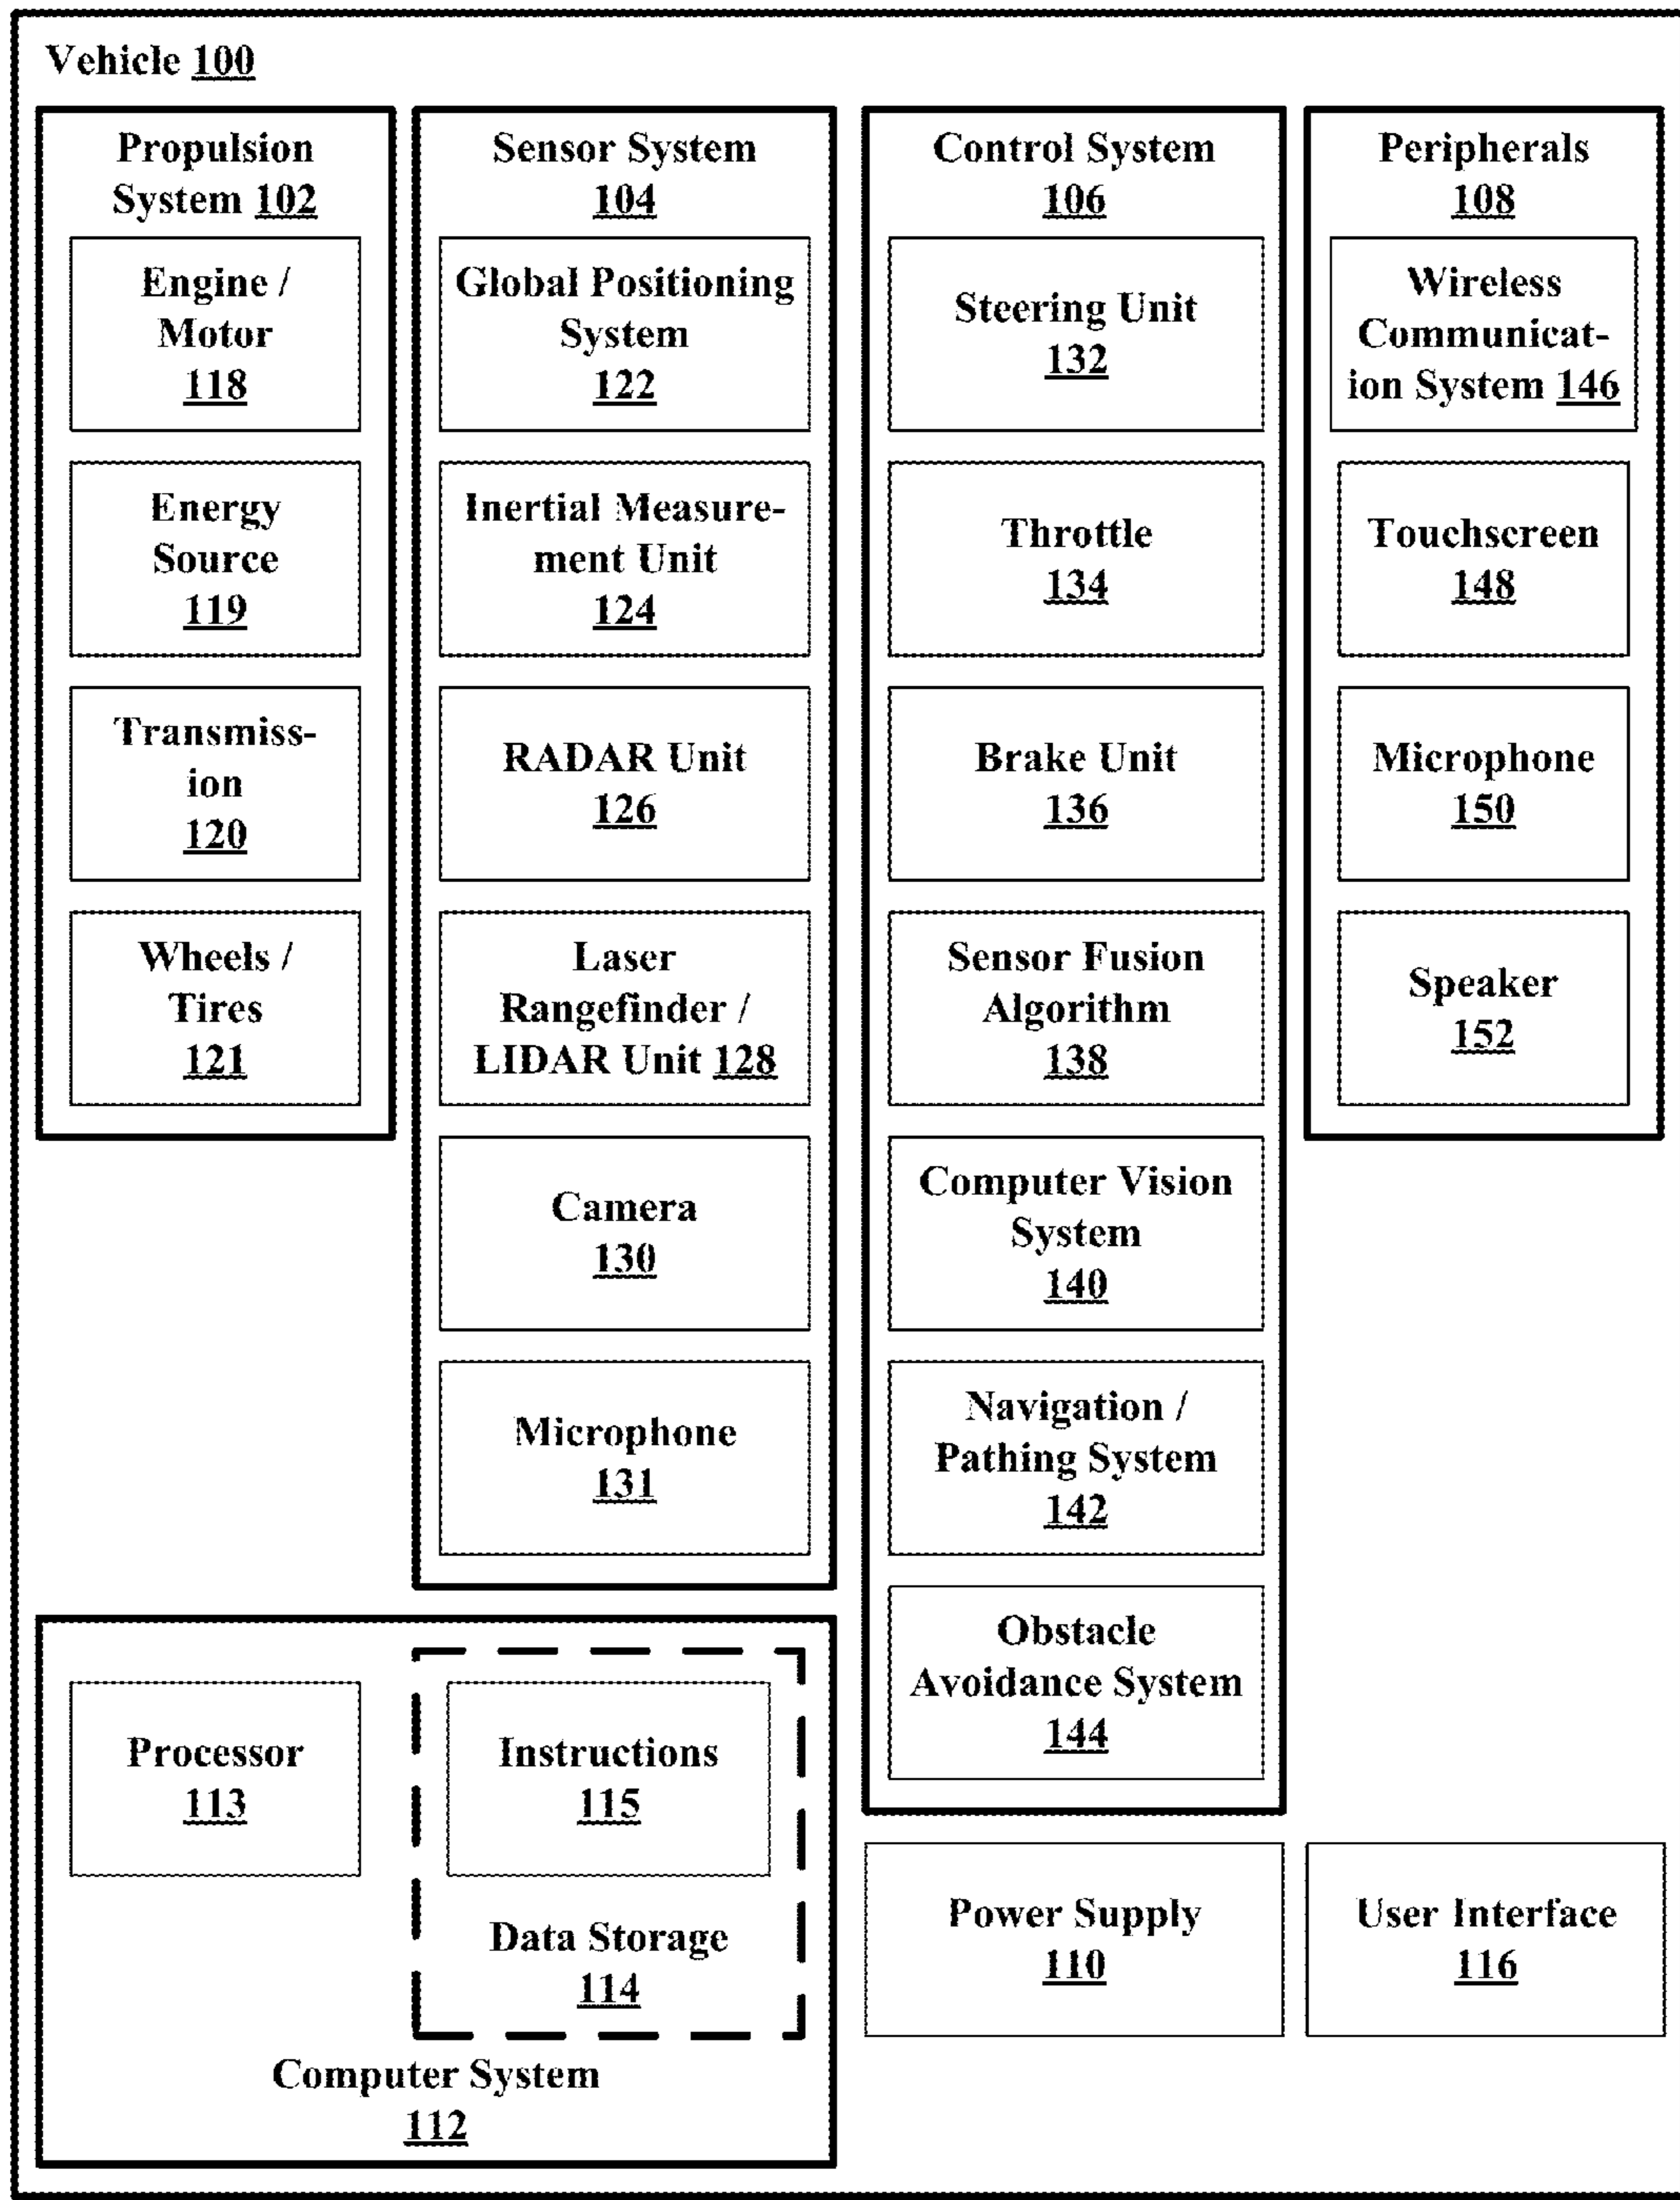 Vehicle 100
Propulsion
System 102
Engine /
Motor
118
Energy
Source
119
Transmiss-
ion
120
Wheels /
Tires
121
Sensor System
104
Global Positioning
System
122
Inertial Measure-
ment Unit
124
RADAR Unit
126
Laser
Rangefinder /
LIDAR Unit 128
Camera
130
Microphone
131
Control System
106
Steering Unit
132
Throttle
134
Brake Unit
136
Sensor Fusion
Algorithm
138
Computer Vision
System
140
Navigation /
Pathing System
142
Obstacle
Avoidance System
144
Peripherals
108
Wireless
Communicat-
ion System 146
Touchscreen
148
Microphone
150
Speaker
152
Processor
113
Instructions
115
Data Storage
114
Computer System
112
Power Supply
110
User Interface
116